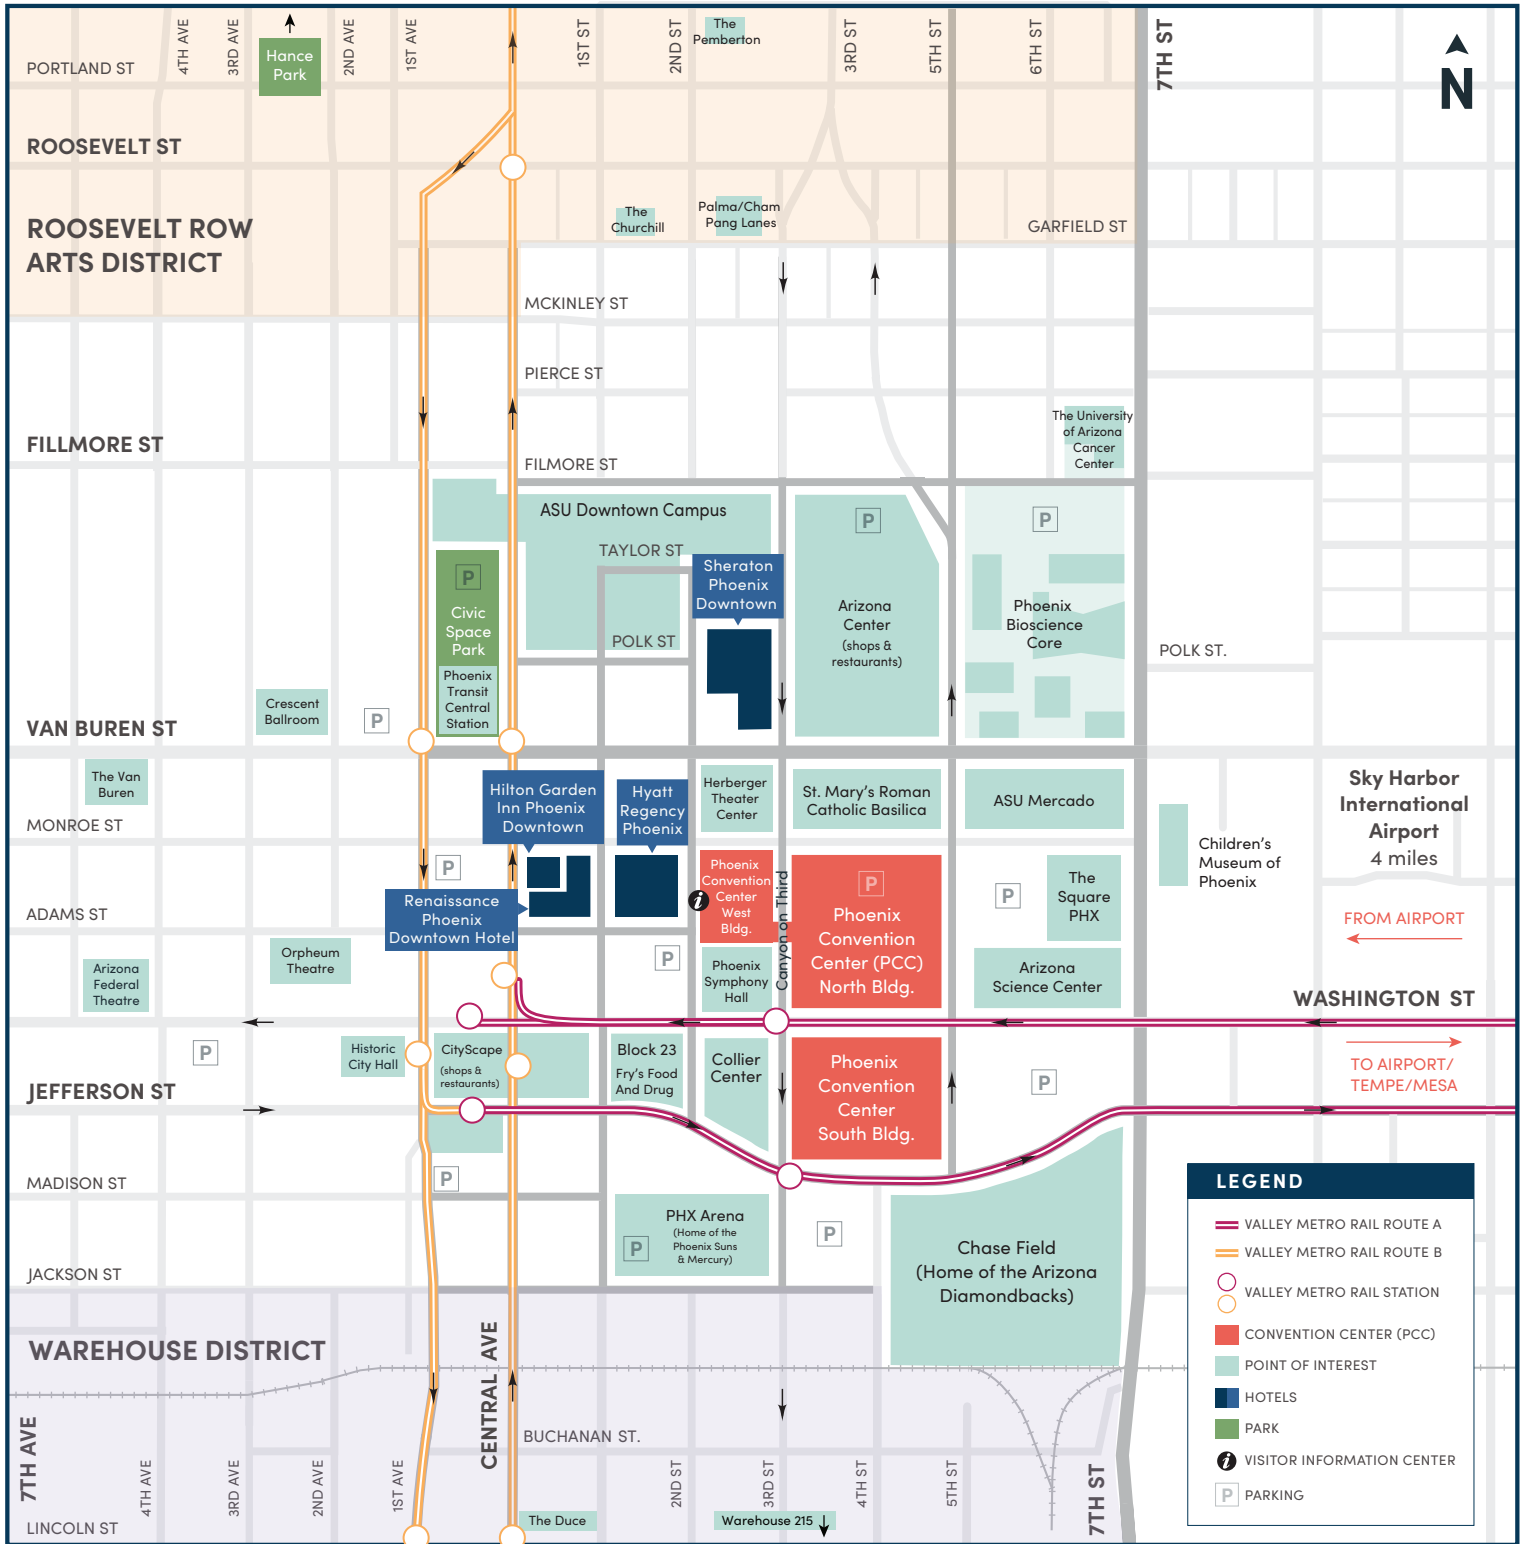 4TH AVE
3RD AVE
Hance
Park
2ND AVE
1ST AVE
1ST ST
2ND ST
The
Pemberton
3RD ST
5TH ST
6TH ST
7TH ST
N
PORTLAND ST
ROOSEVELT ST
ROOSEVELT ROW
ARTS DISTRICT
The
Churchill
Palma/Cham
Pang Lanes
GARFIELD ST
MCKINLEY ST
PIERCE ST
FILLMORE ST
FILMORE ST
The University
of Arizona
Cancer
Center
ASU Downtown Campus
TAYLOR ST
P
P
P
Civic
Space
Park
Phoenix
Transit
Central
Station
Sheraton
Phoenix
Downtown
Arizona
Center
(shops &
restaurants)
Phoenix
Bioscience
Core
POLK ST
POLK ST.
Crescent
Ballroom
P
VAN BUREN ST
The Van
Buren
Hilton Garden
Inn Phoenix
Downtown
Hyatt
Regency
Phoenix
Herberger
Theater
Center
St. Mary's Roman
Catholic Basilica
ASU Mercado
Sky Harbor
International
Airport
4 miles
MONROE ST
Children's
Museum of
Phoenix
P
Phoenix
Convention
Center
West
Bldg.
i
Canyon on Third
P
Phoenix
Convention
Center (PCC)
North Bldg.
P
The
Square
PHX
ADAMS ST
Renaissance
Phoenix
Downtown Hotel
FROM AIRPORT
Orpheum
Theatre
Arizona
Federal
Theatre
P
Phoenix
Symphony
Hall
Arizona
Science Center
WASHINGTON ST
P
Historic
City Hall
CityScape
(shops &
restaurants)
Block 23
Fry's Food
And Drug
Collier
Center
Phoenix
Convention
Center
South Bldg.
P
TO AIRPORT/
TEMPE/MESA
JEFFERSON ST
P
MADISON ST
PHX Arena
(Home of the
Phoenix Suns
& Mercury)
P
P
Chase Field
(Home of the Arizona
Diamondbacks)
JACKSON ST
WAREHOUSE DISTRICT
LEGEND
VALLEY METRO RAIL ROUTE A
VALLEY METRO RAIL ROUTE B
VALLEY METRO RAIL STATION
CONVENTION CENTER (PCC)
POINT OF INTEREST
HOTELS
PARK
i VISITOR INFORMATION CENTER
P PARKING
CENTRAL AVE
BUCHANAN ST.
7TH AVE
4TH AVE
3RD AVE
2ND AVE
1ST AVE
2ND ST
3RD ST
4TH ST
5TH ST
7TH ST
LINCOLN ST
The Duce
Warehouse 215